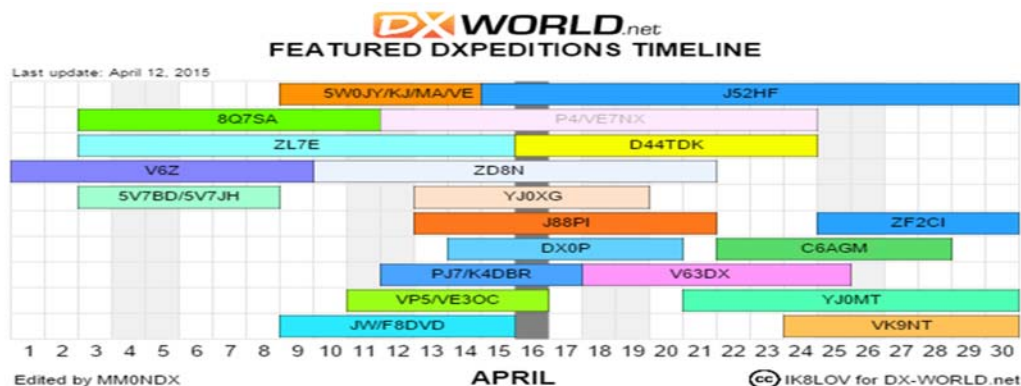 DX WORLD.net
FEATURED DXPEDITIONS TIMELINE
Last update: April 12, 2015
5W0JY/KJ/MA/VE J52HF
8Q7SA P4/VE7NX
ZL7E D44TDK
V6Z ZD8N
5V7BD/5V7JH YJ0XG
J88PI ZF2CI
DX0P C6AGM
PJ7/K4DBR V63DX
VP5/VE3OC YJ0MT
JW/F8DVD VK9NT
1 2 3 4 5 6 7 8 9 10 11 12 13 14 15 16 17 18 19 20 21 22 23 24 25 26 27 28 29 30
Edited by MM0NDX APRIL cc IK8LOV for DX-WORLD.net